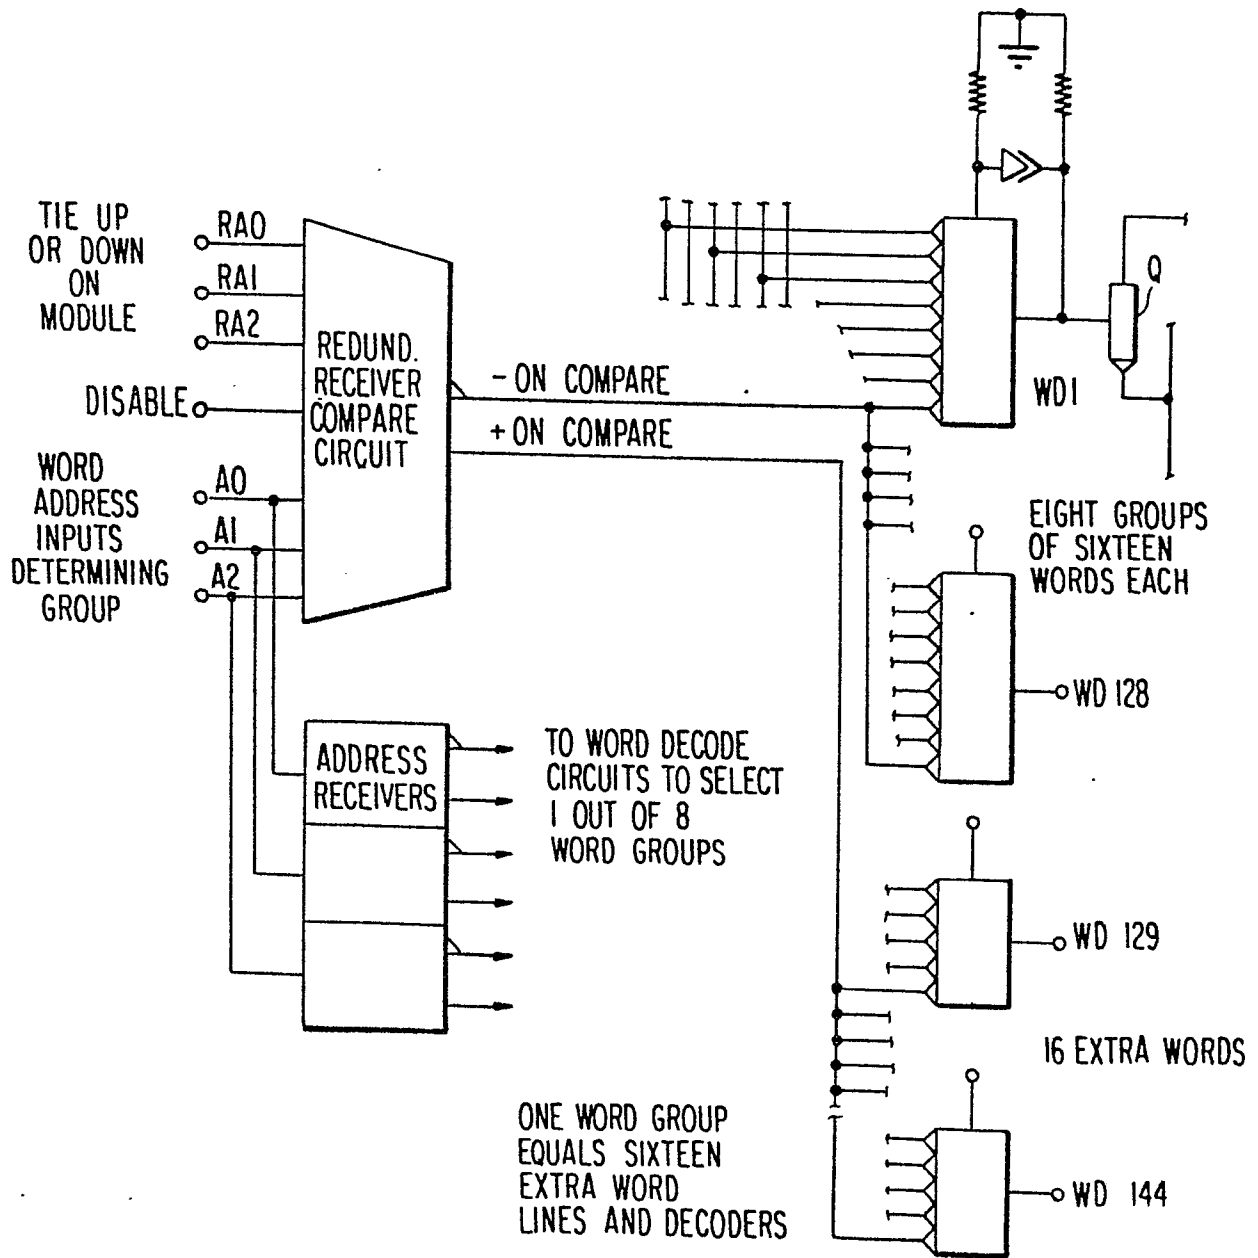 TIE UP
OR DOWN
ON
MODULE
RA0
RA1
RA2
DISABLE
WORD
ADDRESS
INPUTS
DETERMINING
GROUP
A0
A1
A2
REDUND.
RECEIVER
COMPARE
CIRCUIT
- ON COMPARE
+ ON COMPARE
Q
WD1
EIGHT GROUPS
OF SIXTEEN
WORDS EACH
WD 128
ADDRESS
RECEIVERS
TO WORD DECODE
CIRCUITS TO SELECT
1 OUT OF 8
WORD GROUPS
WD 129
16 EXTRA WORDS
ONE WORD GROUP
EQUALS SIXTEEN
EXTRA WORD
LINES AND DECODERS
WD 144